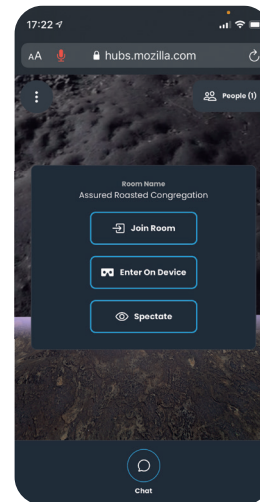 17:22
AA hubs.mozilla.com
People (1)
Room Name
Assured Roasted Congregation
Join Room
Enter On Device
Spectate
Chat